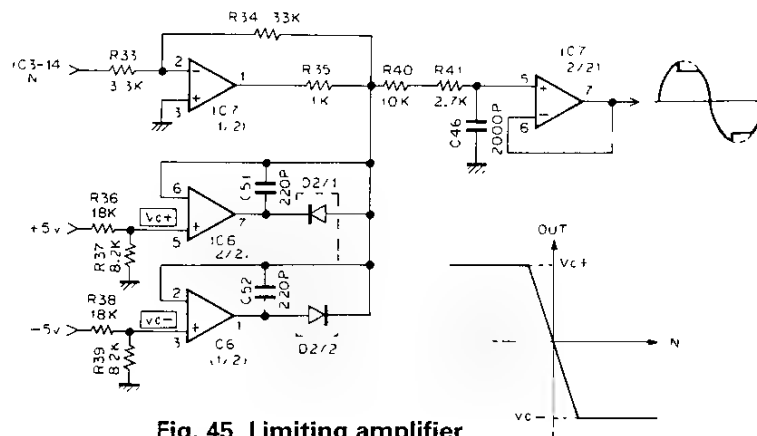 R34 33K
iC3-14
N
R33
3.3K
2
3
1
iC7
(1/2)
R35
1K
R40
10K
R41
2.7K
C46
2000P
5
6
7
iC7
2/2)
R36
18K
+5v
R37
8.2K
Vc+
6
5
7
iC6
2/2)
C51
220P
D2/1
R38
18K
-5v
R39
8.2K
vc-
2
3
1
C6
(1/2)
C52
220P
D2/2
OUT
Vc+
N
VC-
Fig. 45 Limiting amplifier